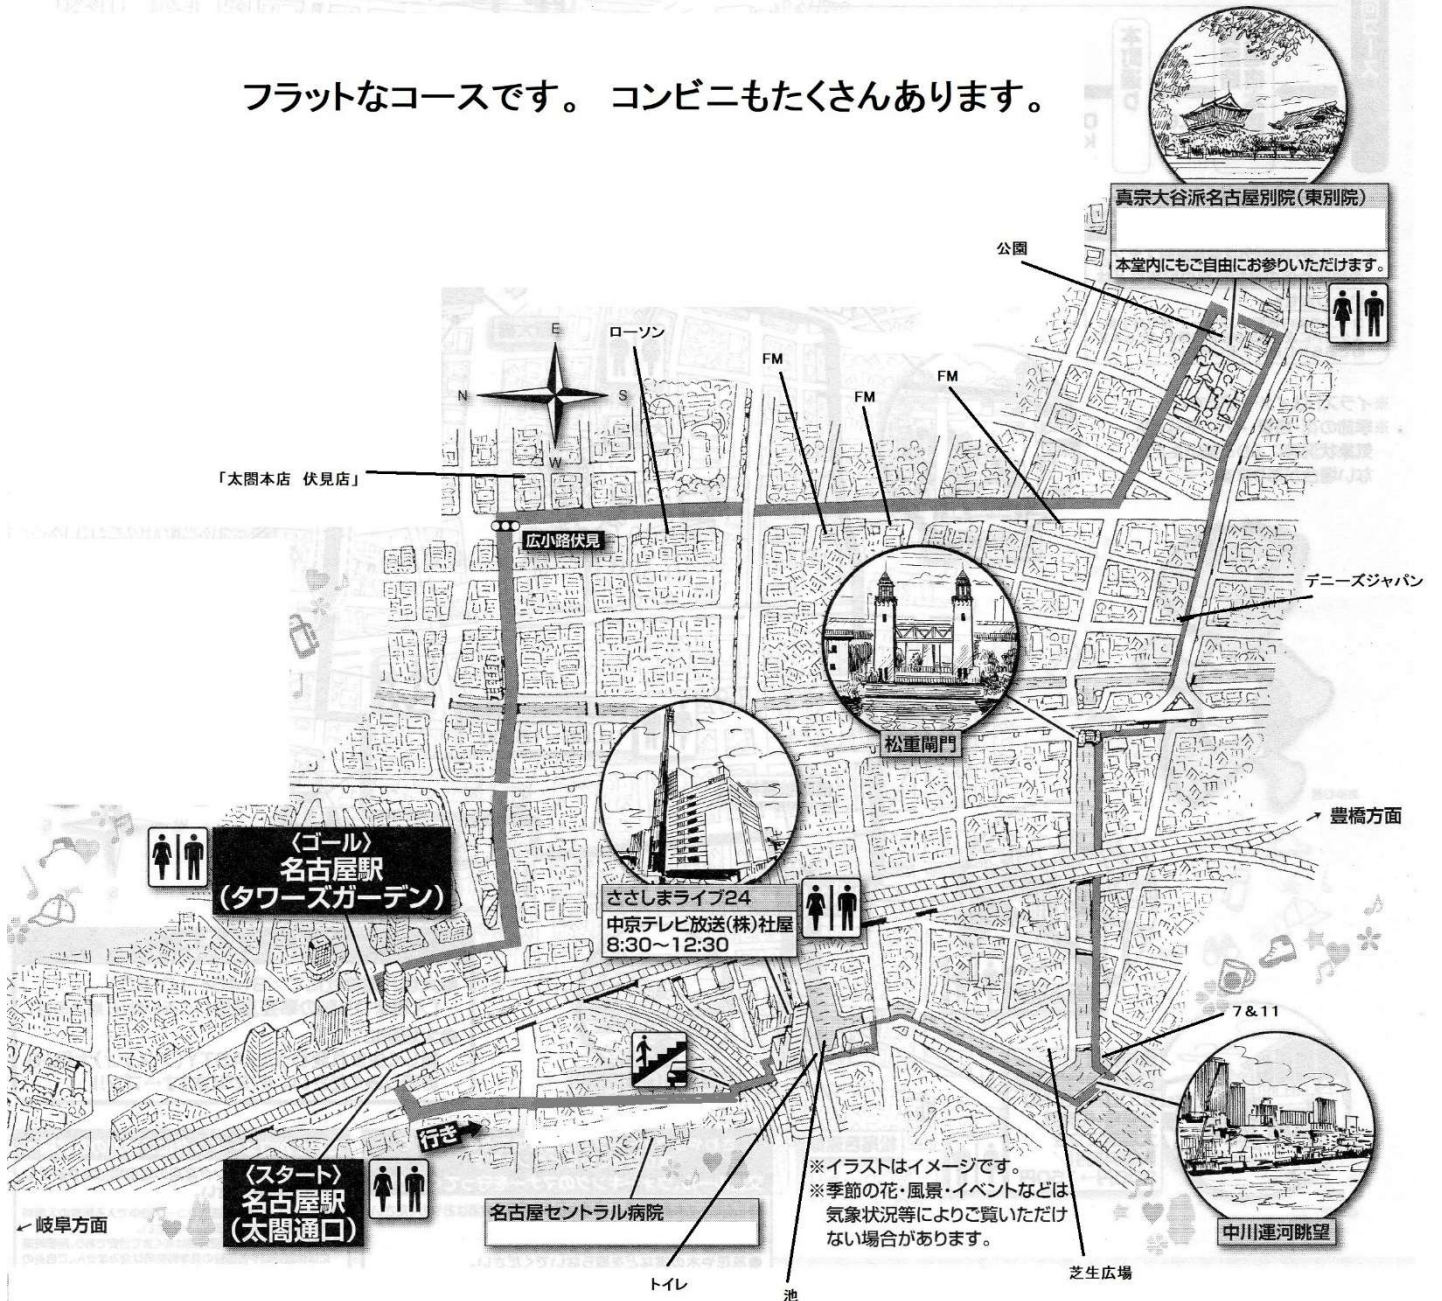 フラットなコースです。 コンビニもたくさんあります。
真宗大谷派名古屋別院(東別院)
本堂内にもご自由にお参りいただけます。
公園
ローソン
FM
FM
FM
E
N
S
W
「太閤本店 伏見店」
広小路伏見
デニーズジャパン
松重閘門
豊橋方面
〈ゴール〉
名古屋駅
(タワーズガーデン)
ささしまライブ24
中京テレビ放送(株)社屋
8:30〜12:30
7&11
行き
〈スタート〉
名古屋駅
(太閤通口)
岐阜方面
名古屋セントラル病院
※イラストはイメージです。
※季節の花・風景・イベントなどは
気象状況等によりご覧いただけ
ない場合があります。
中川運河眺望
トイレ
池
芝生広場